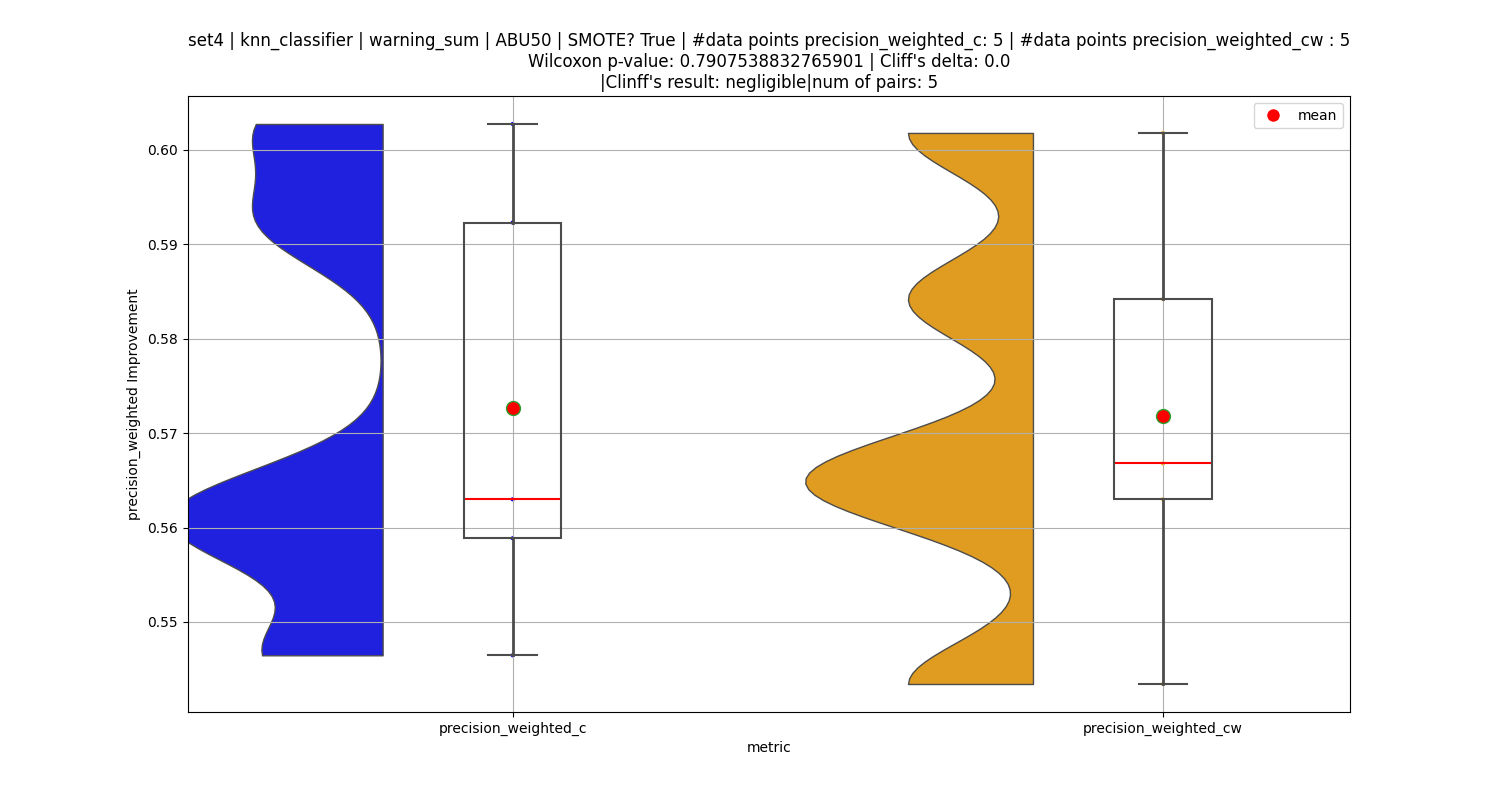 set4 | knn_classifier | warning_sum | ABU50 | SMOTE? True | #data points precision_weighted_c: 5 | #data points precision_weighted_cw : 5
Wilcoxon p-value: 0.7907538832765901 | Cliff's delta: 0.0
|Clinff's result: negligible|num of pairs: 5
mean
0.60
0.59
0.58
0.57
0.56
0.55
precision_weighted Improvement
precision_weighted_c
precision_weighted_cw
metric